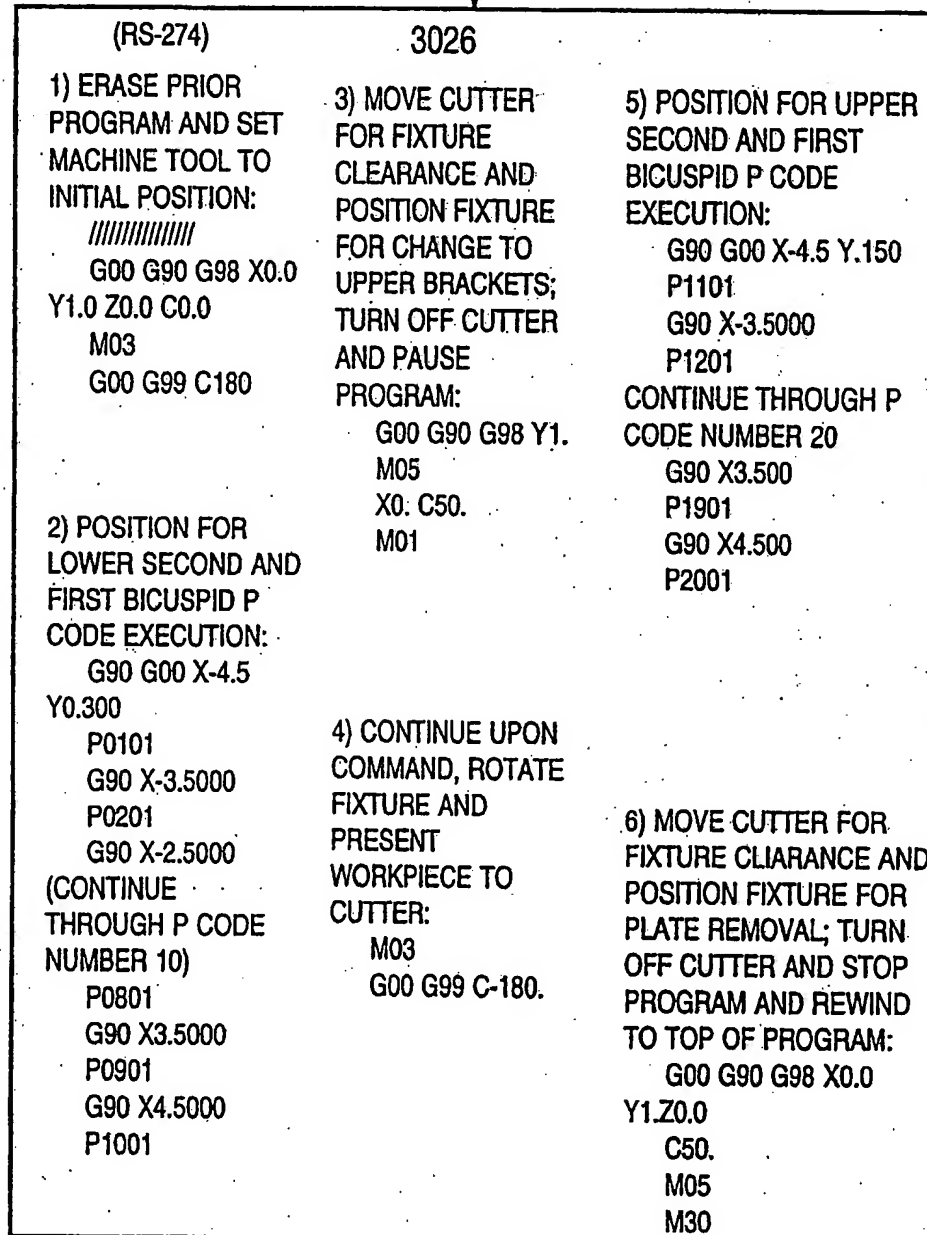 (RS-274)
3026
1) ERASE PRIOR
PROGRAM AND SET
MACHINE TOOL TO
INITIAL POSITION:
////////////////
G00 G90 G98 X0.0
Y1.0 Z0.0 C0.0
M03
G00 G99 C180
2) POSITION FOR
LOWER SECOND AND
FIRST BICUSPID P
CODE EXECUTION:
G90 G00 X-4.5
Y0.300
P0101
G90 X-3.5000
P0201
G90 X-2.5000
(CONTINUE
THROUGH P CODE
NUMBER 10)
P0801
G90 X3.5000
P0901
G90 X4.5000
P1001
3) MOVE CUTTER
FOR FIXTURE
CLEARANCE AND
POSITION FIXTURE
FOR CHANGE TO
UPPER BRACKETS;
TURN OFF CUTTER
AND PAUSE
PROGRAM:
G00 G90 G98 Y1.
M05
X0. C50.
M01
4) CONTINUE UPON
COMMAND, ROTATE
FIXTURE AND
PRESENT
WORKPIECE TO
CUTTER:
M03
G00 G99 C-180.
5) POSITION FOR UPPER
SECOND AND FIRST
BICUSPID P CODE
EXECUTION:
G90 G00 X-4.5 Y.150
P1101
G90 X-3.5000
P1201
CONTINUE THROUGH P
CODE NUMBER 20
G90 X3.500
P1901
G90 X4.500
P2001
6) MOVE CUTTER FOR
FIXTURE CLIARANCE AND
POSITION FIXTURE FOR
PLATE REMOVAL; TURN
OFF CUTTER AND STOP
PROGRAM AND REWIND
TO TOP OF PROGRAM:
G00 G90 G98 X0.0
Y1.Z0.0
C50.
M05
M30